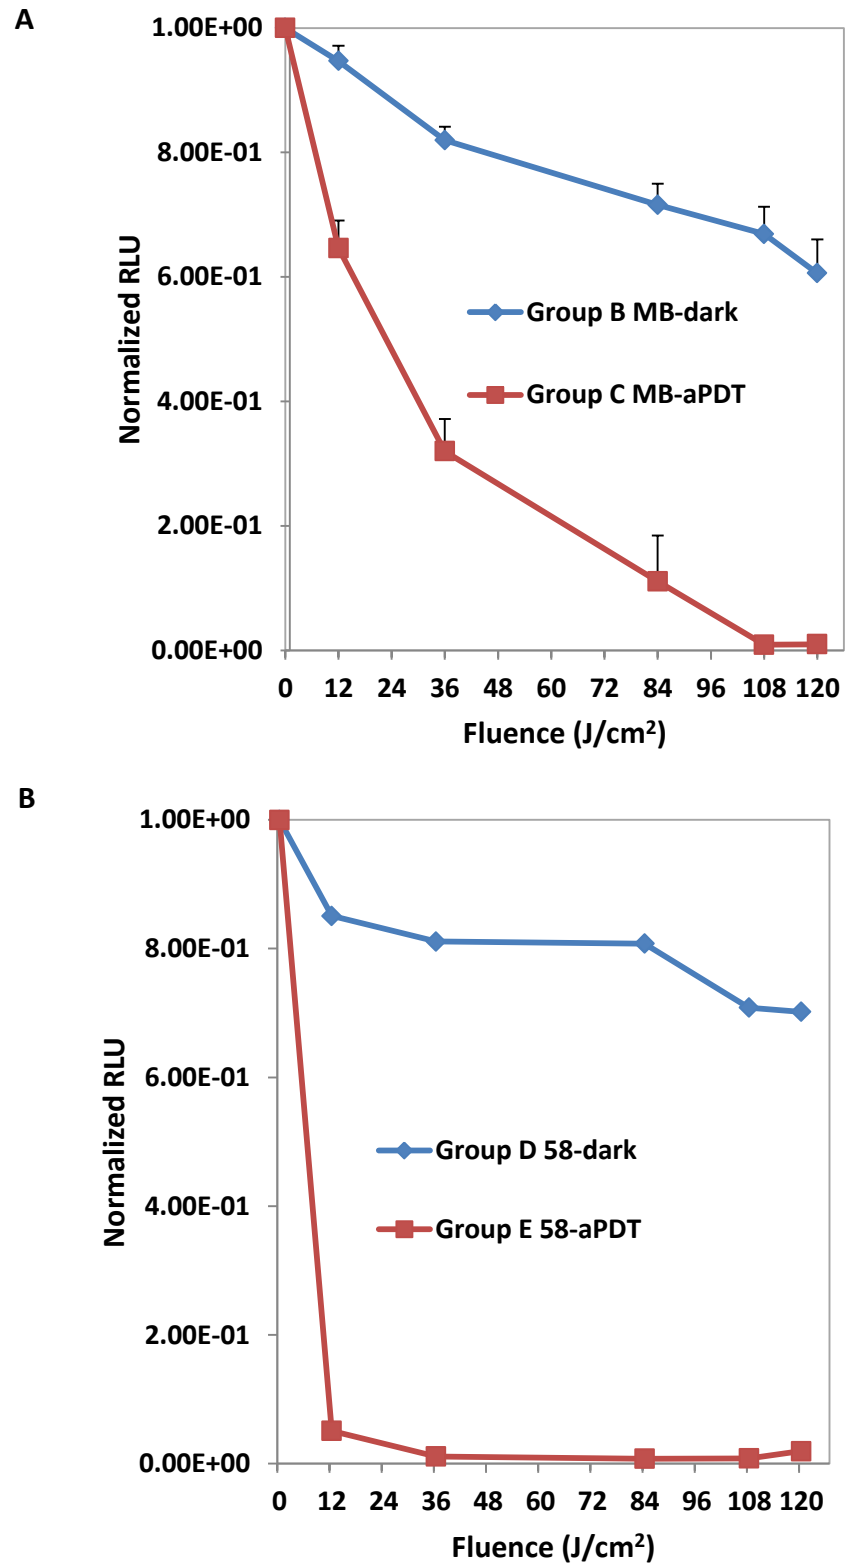 A
1.00E+00
8.00E-01
6.00E-01
4.00E-01
2.00E-01
0.00E+00
Normalized RLU
Group B MB-dark
Group C MB-aPDT
0 12 24 36 48 60 72 84 96 108 120
Fluence (J/cm²)
B
1.00E+00
8.00E-01
6.00E-01
4.00E-01
2.00E-01
0.00E+00
Normalized RLU
Group D 58-dark
Group E 58-aPDT
0 12 24 36 48 60 72 84 96 108 120
Fluence (J/cm²)